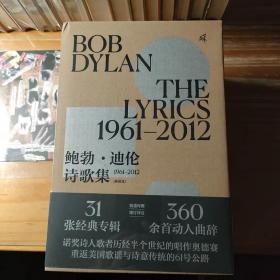 BOB
DYLAN
THE
LYRICS
1961–2012
鲍勃·迪伦
诗歌集 1961-2012
31 360
张经典专辑 余首动人曲辞
诺奖诗人歌者历经半个世纪的唱作奥德赛
重返美国歌谣与诗意传统的61号公路